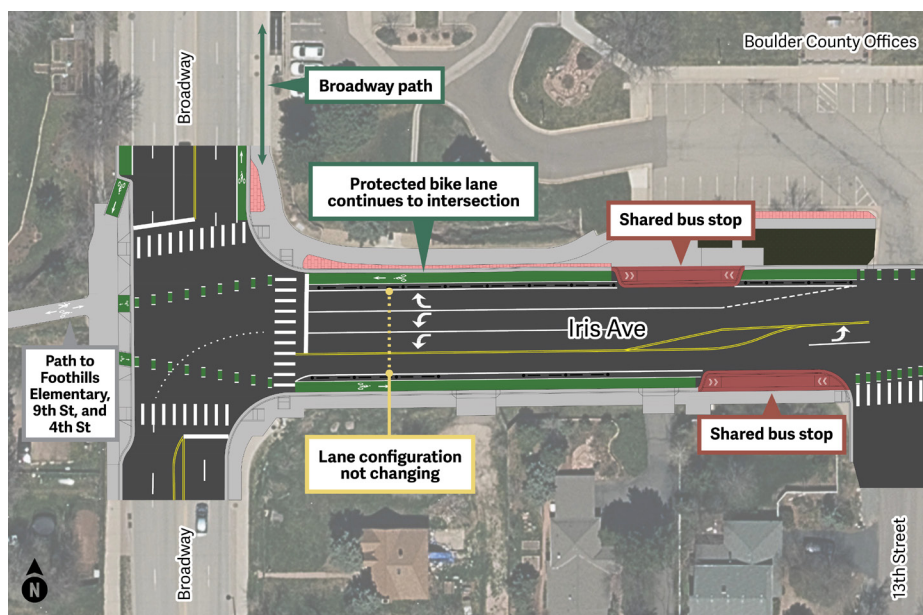 Broadway
Boulder County Offices
Broadway path
Protected bike lane
continues to intersection
Shared bus stop
Iris Ave
Path to
Foothills
Elementary,
9th St, and
4th St
Lane configuration
not changing
Shared bus stop
Broadway
13th Street
N